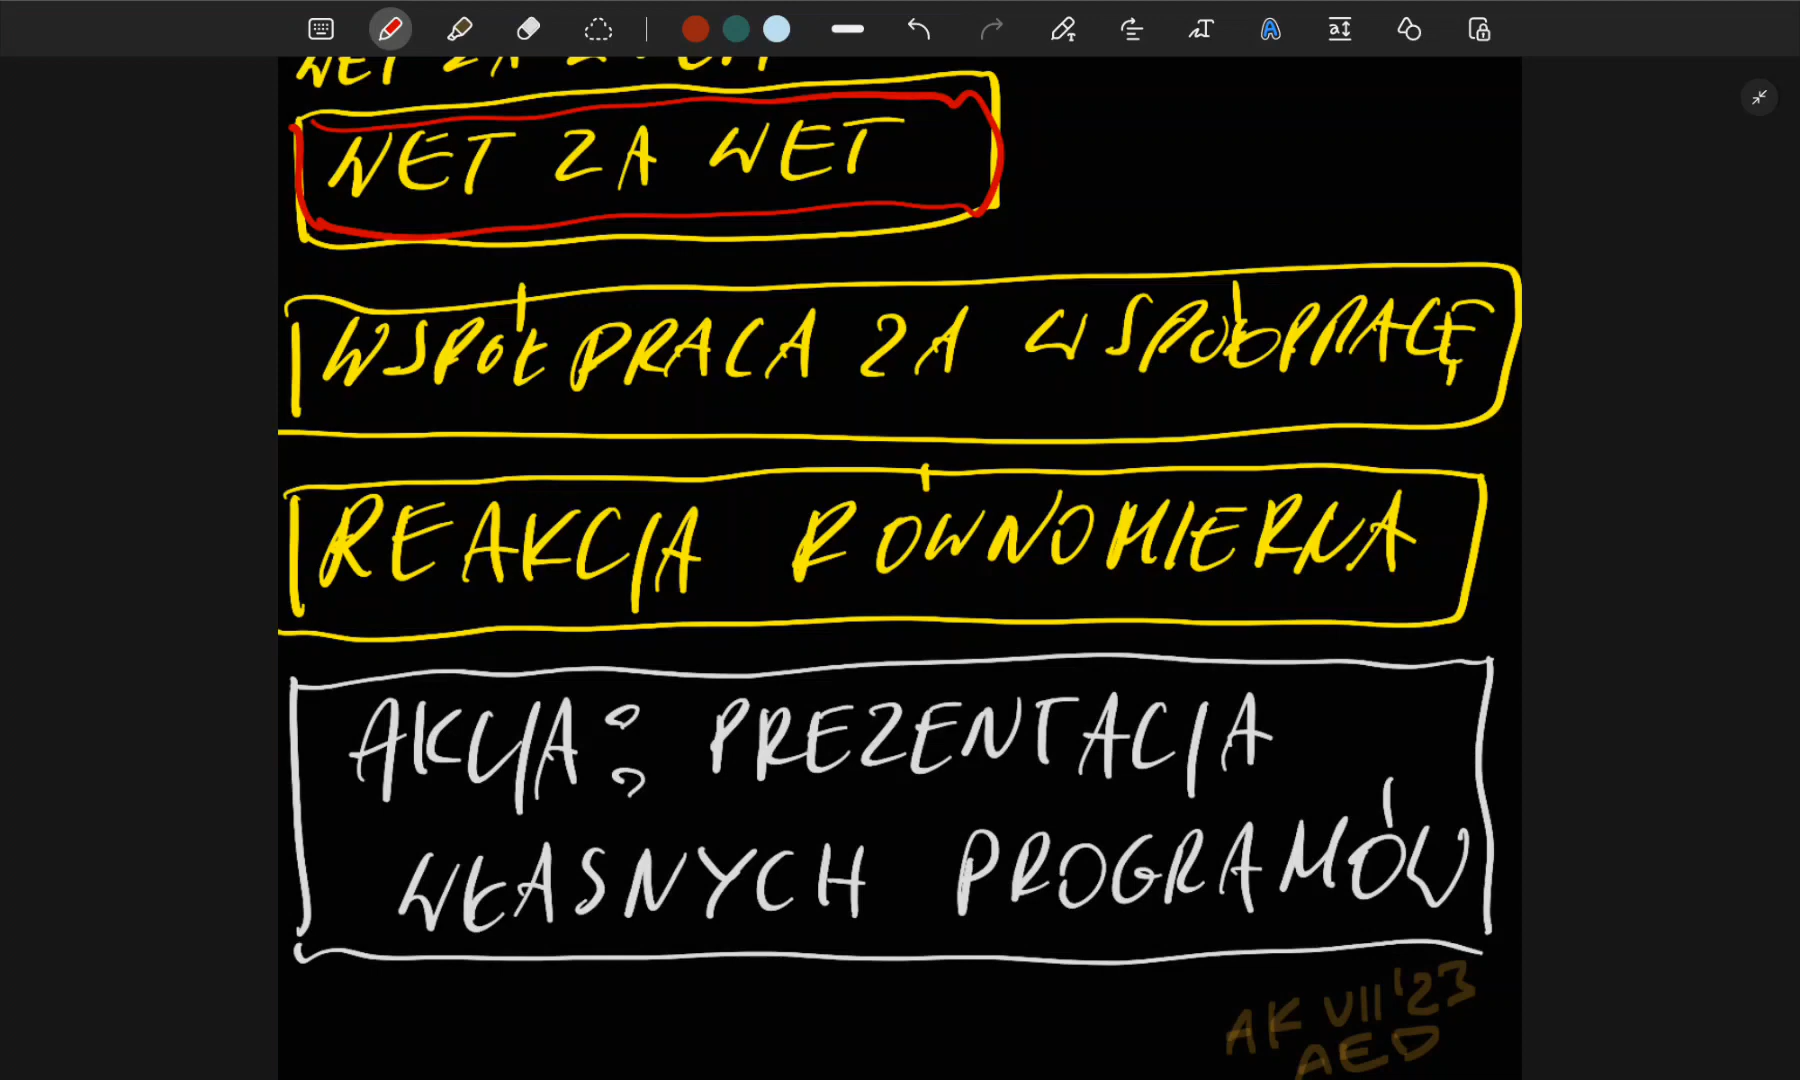 WET ZA WET
WSPÓŁPRACA ZA WSPÓŁPRACĘ
REAKCJA RÓWNOMIERNA
AKCJA: PREZENTACJA
WŁASNYCH PROGRAMÓW
AK VII '23
AED